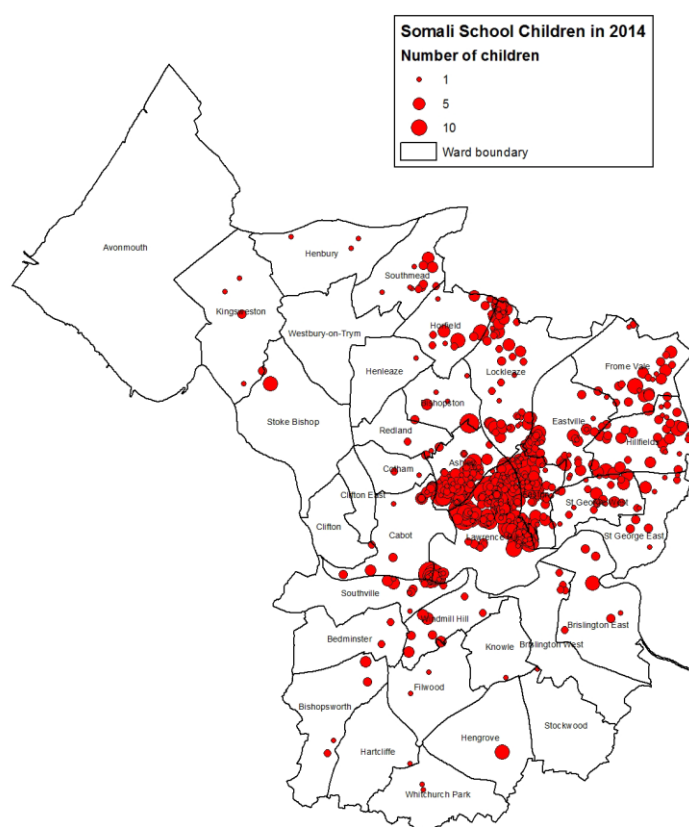 Somali School Children in 2014
Number of children
1
5
10
Ward boundary
Avonmouth
Henbury
Southmead
Kingsweston
Horfield
Westbury-on-Trym
Henleaze
Lockleaze
Frome Vale
Bishopston
Stoke Bishop
Eastville
Redland
Hillfields
Cotham
Clifton East
St George West
Clifton
Cabot
Lawrence
St George East
Southville
Windmill Hill
Brislington East
Bedminster
Knowle
Brislington West
Filwood
Bishopsworth
Stockwood
Hengrove
Hartcliffe
Whitchurch Park